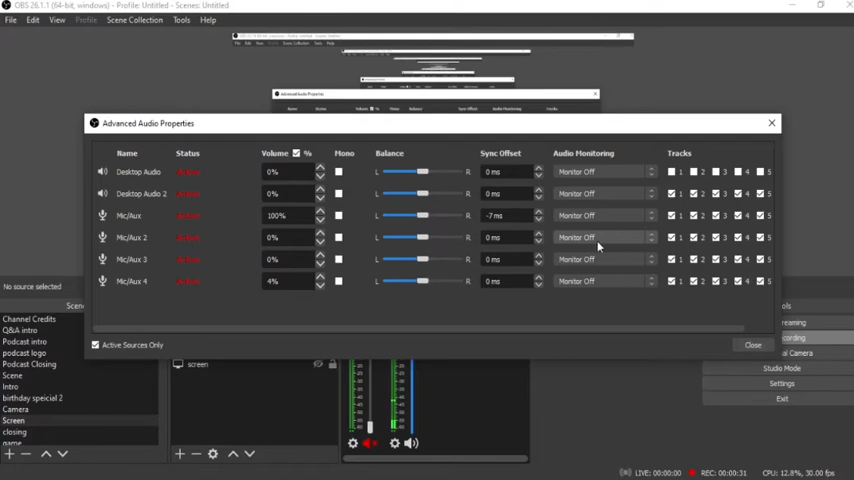 OBS 26.1.1 (64-bit, windows) - Profile: Untitled - Scenes: Untitled
File Edit View Profile Scene Collection Tools Help
Advanced Audio Properties
Name Status Volume % Mono Balance Sync Offset Audio Monitoring Tracks
Desktop Audio Active 0% L R 0 ms Monitor Off 1 2 3 4 5
Desktop Audio 2 Active 0% L R 0 ms Monitor Off 1 2 3 4 5
Mic/Aux Active 100% L R -7 ms Monitor Off 1 2 3 4 5
Mic/Aux 2 Active 0% L R 0 ms Monitor Off 1 2 3 4 5
Mic/Aux 3 Active 0% L R 0 ms Monitor Off 1 2 3 4 5
Mic/Aux 4 Active 4% L R 0 ms Monitor Off 1 2 3 4 5
Active Sources Only Close
No source selected
Scen
Channel Credits
Q&A intro
Podcast intro
podcast logo
Podcast Closing
Scene
Intro
birthday speicial 2
Camera
Screen
closing
game
screen
ols
reaming
cording
al Camera
Studio Mode
Settings
Exit
LIVE: 00:00:00 REC: 00:00:31 CPU: 12.8%, 30.00 fps